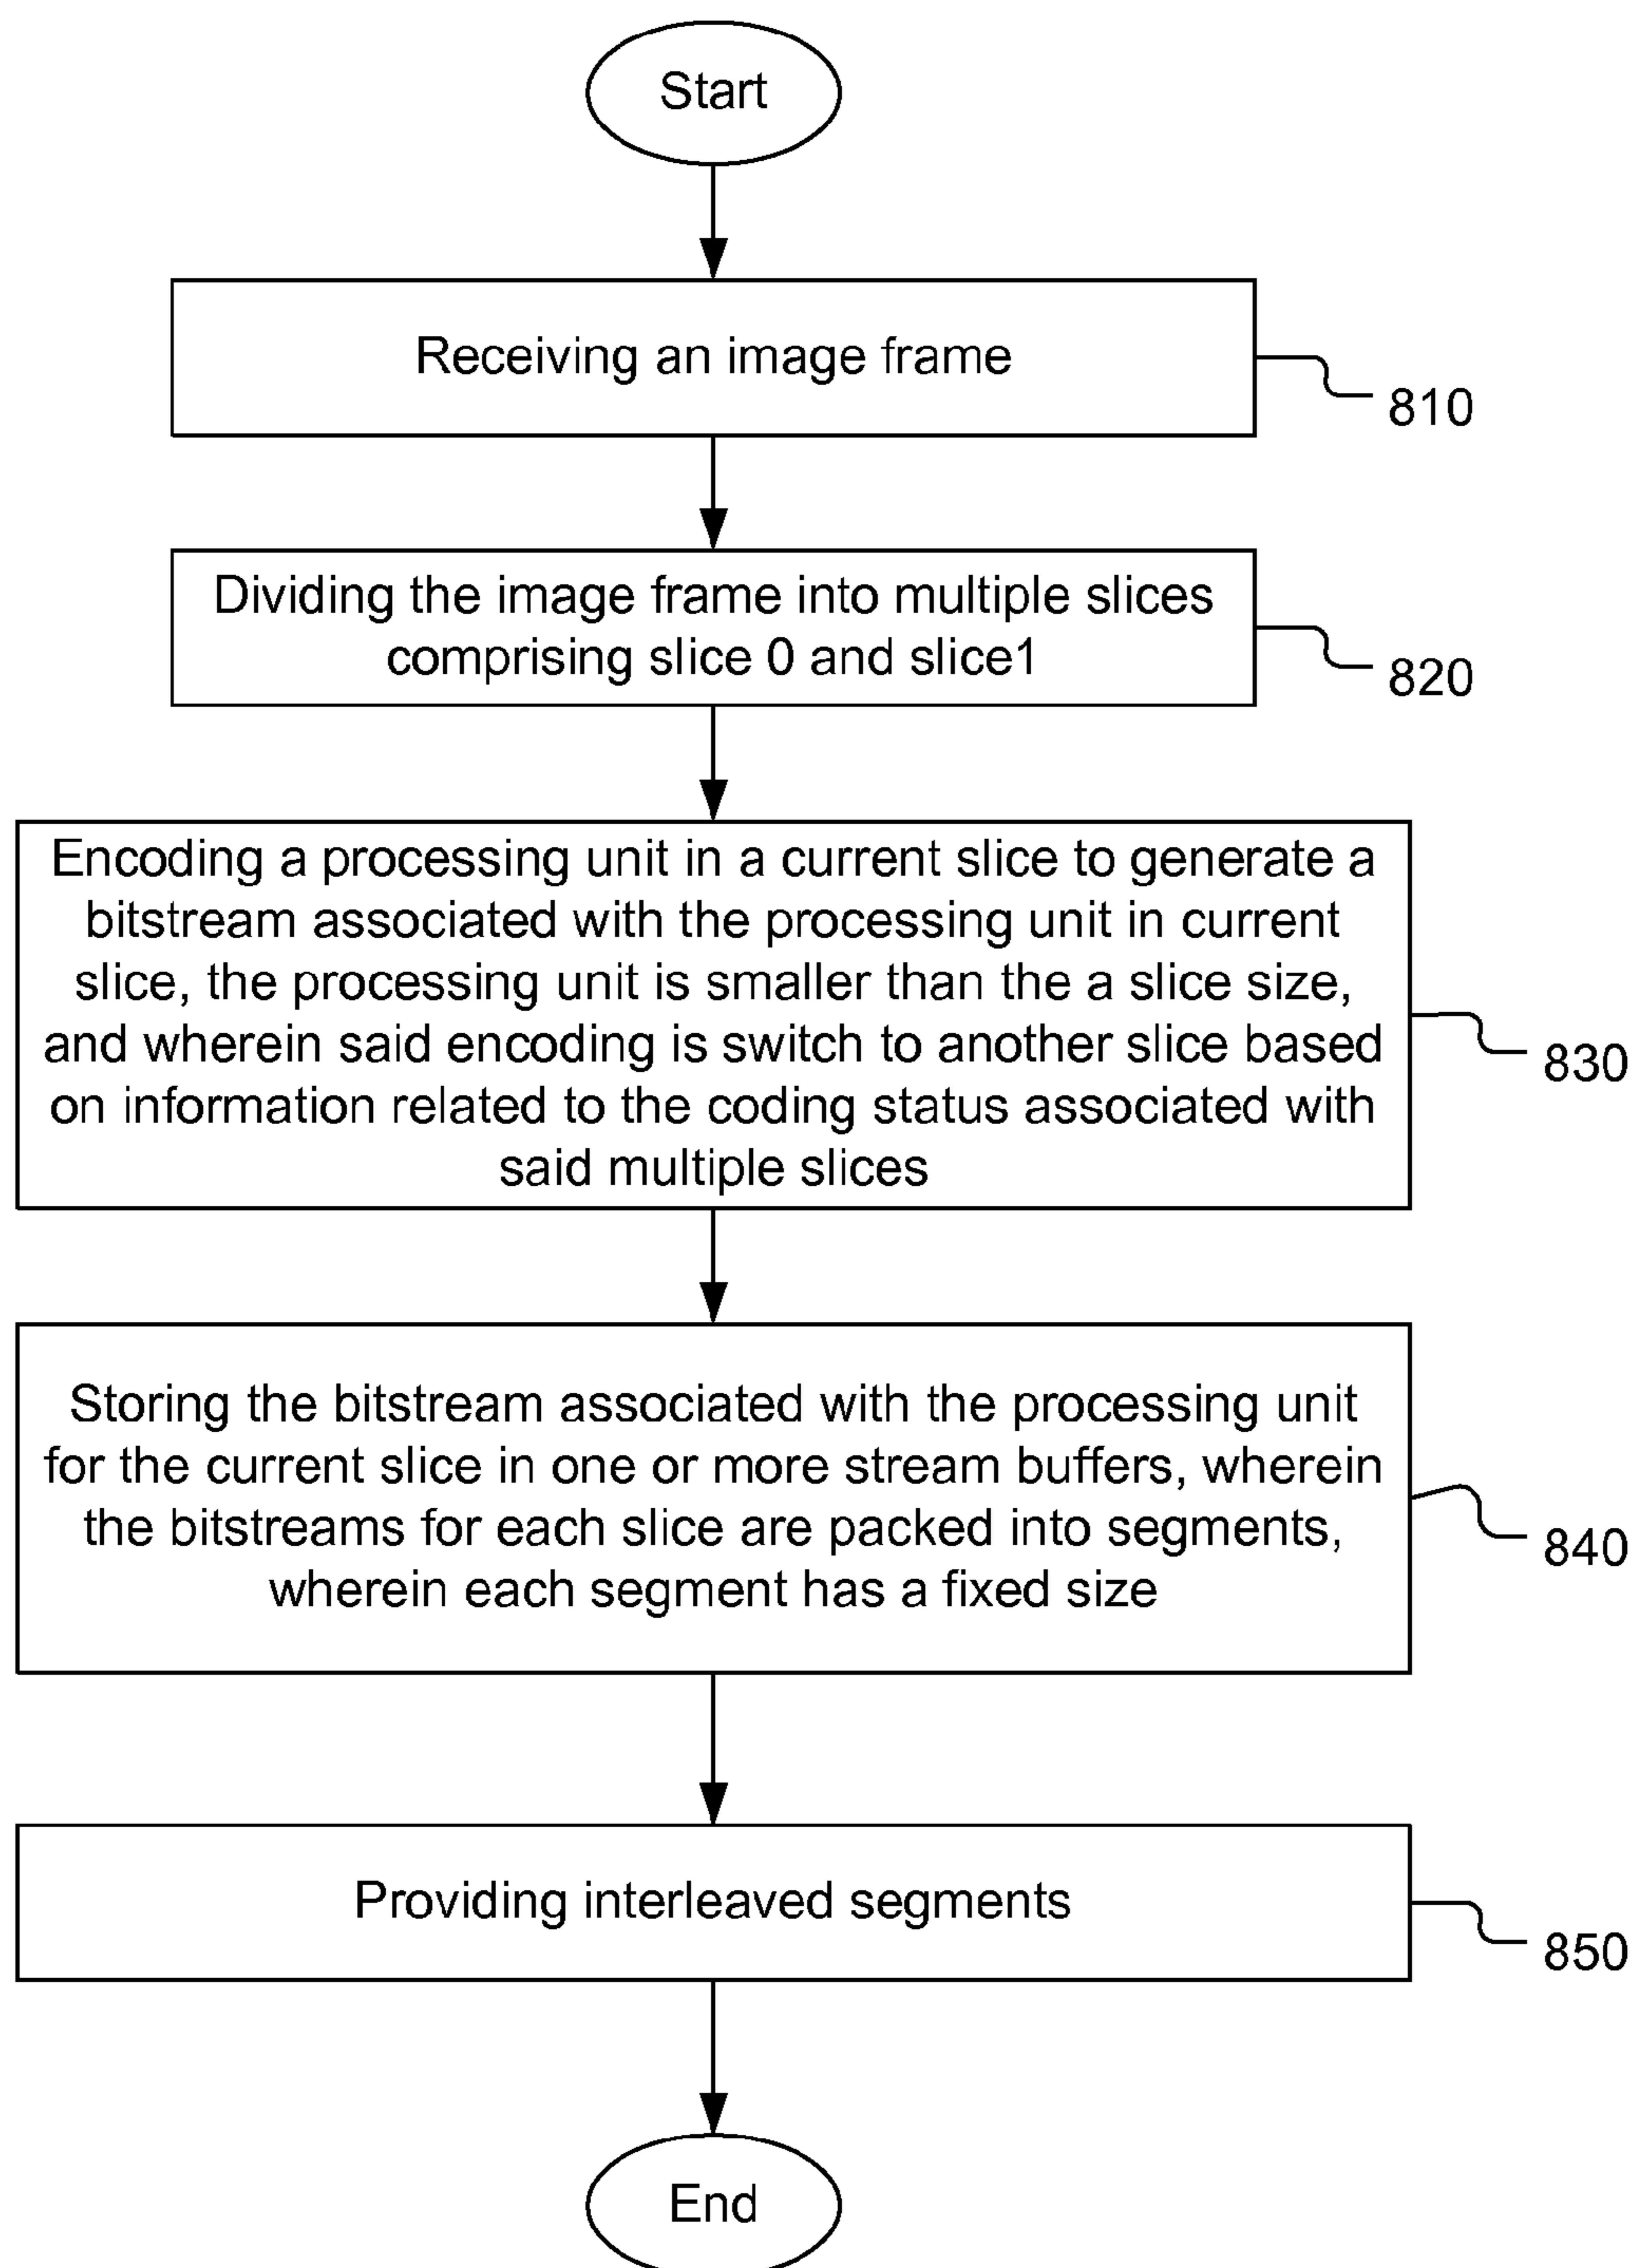 Start
Receiving an image frame
810
Dividing the image frame into multiple slices
comprising slice 0 and slice1
820
Encoding a processing unit in a current slice to generate a
bitstream associated with the processing unit in current
slice, the processing unit is smaller than the a slice size,
and wherein said encoding is switch to another slice based
on information related to the coding status associated with
said multiple slices
830
Storing the bitstream associated with the processing unit
for the current slice in one or more stream buffers, wherein
the bitstreams for each slice are packed into segments,
wherein each segment has a fixed size
840
Providing interleaved segments
850
End